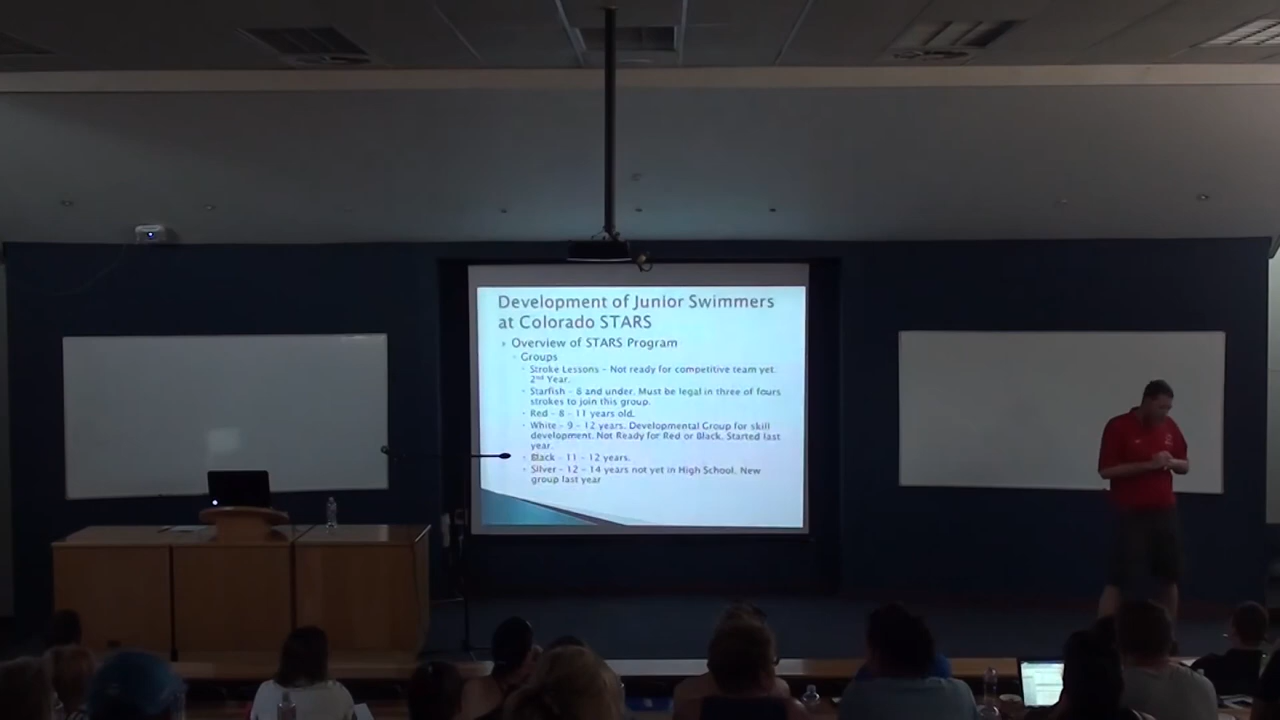 Development of Junior Swimmers
at Colorado STARS
Overview of STARS Program
Groups
Stroke Lessons - Not ready for competitive team yet.
2nd Year.
Starfish - 8 and under. Must be legal in three of fours
strokes to join this group.
Red - 8 - 11 years old.
White - 9 - 12 years. Developmental Group for skill
development. Not Ready for Red or Black. Started last
year.
Black - 11 - 12 years.
Silver - 12 - 14 years not yet in High School. New
group last year